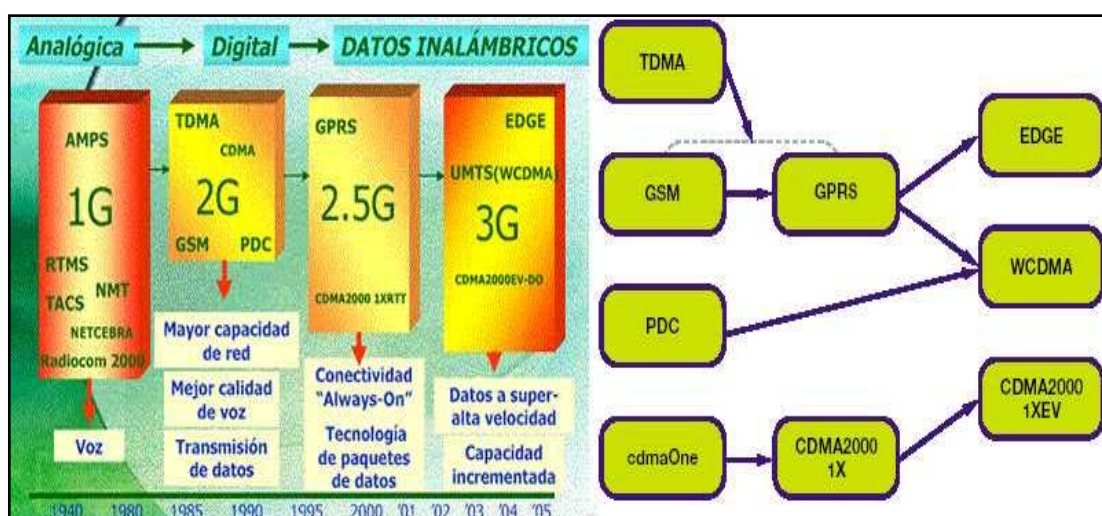 Analógica
Digital
DATOS INALÁMBRICOS
AMPS
1G
RTMS
NMT
TACS
NETCEBRA
Radiocom 2000
Voz
TDMA
CDMA
2G
GSM
PDC
Mayor capacidad
de red
Mejor calidad
de voz
Transmisión
de datos
GPRS
2.5G
CDMA2000 1XRTT
Conectividad
"Always-On"
Tecnología
de paquetes
de datos
EDGE
UMTS(WCDMA)
3G
CDMA2000EV-DO
Datos a super-
alta velocidad
Capacidad
incrementada
1940 1980 1985 1990 1995 2000 '01 '02 '03 '04 '05
TDMA
GSM
GPRS
EDGE
WCDMA
PDC
cdmaOne
CDMA2000
1X
CDMA2000
1XEV